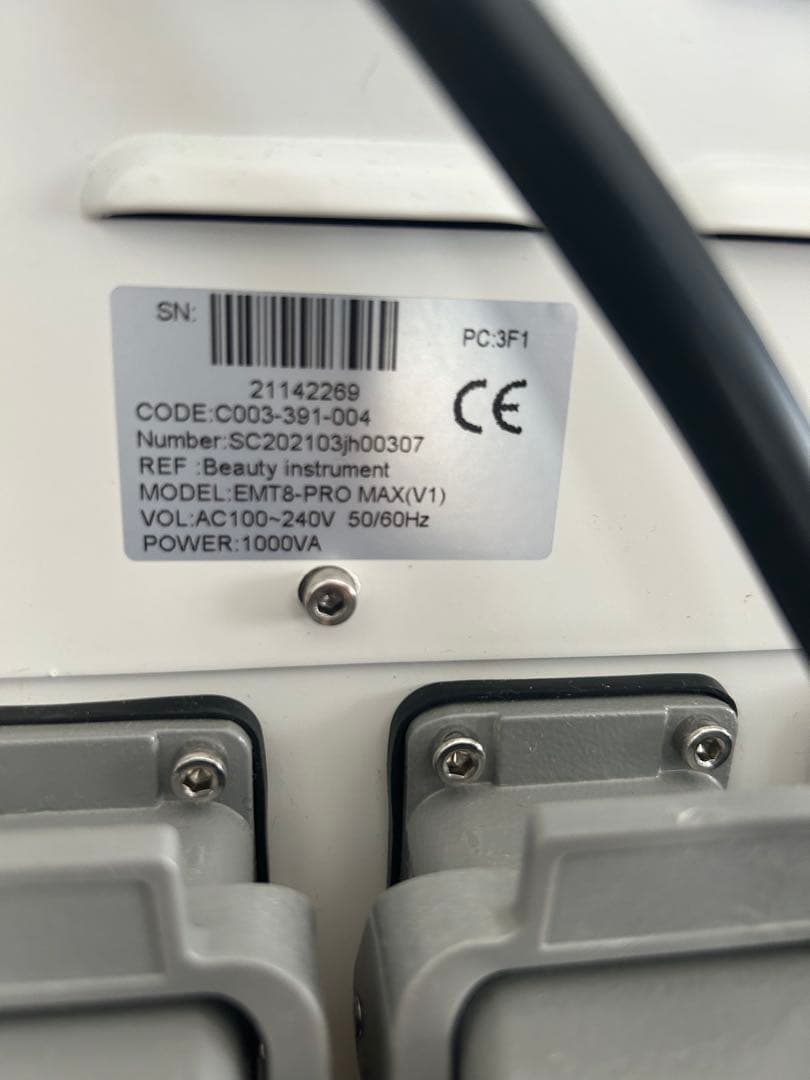 SN:
PC:3F1
21142269
CE
CODE:C003-391-004
Number:SC202103jh00307
REF :Beauty instrument
MODEL:EMT8-PRO MAX(V1)
VOL:AC100~240V 50/60Hz
POWER:1000VA